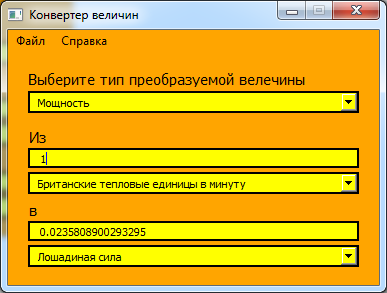 Конвертер величин
Файл Справка
Выберите тип преобразуемой велечины
Мощность
Из
1
Британские тепловые единицы в минуту
в
0.0235808900293295
Лошадиная сила